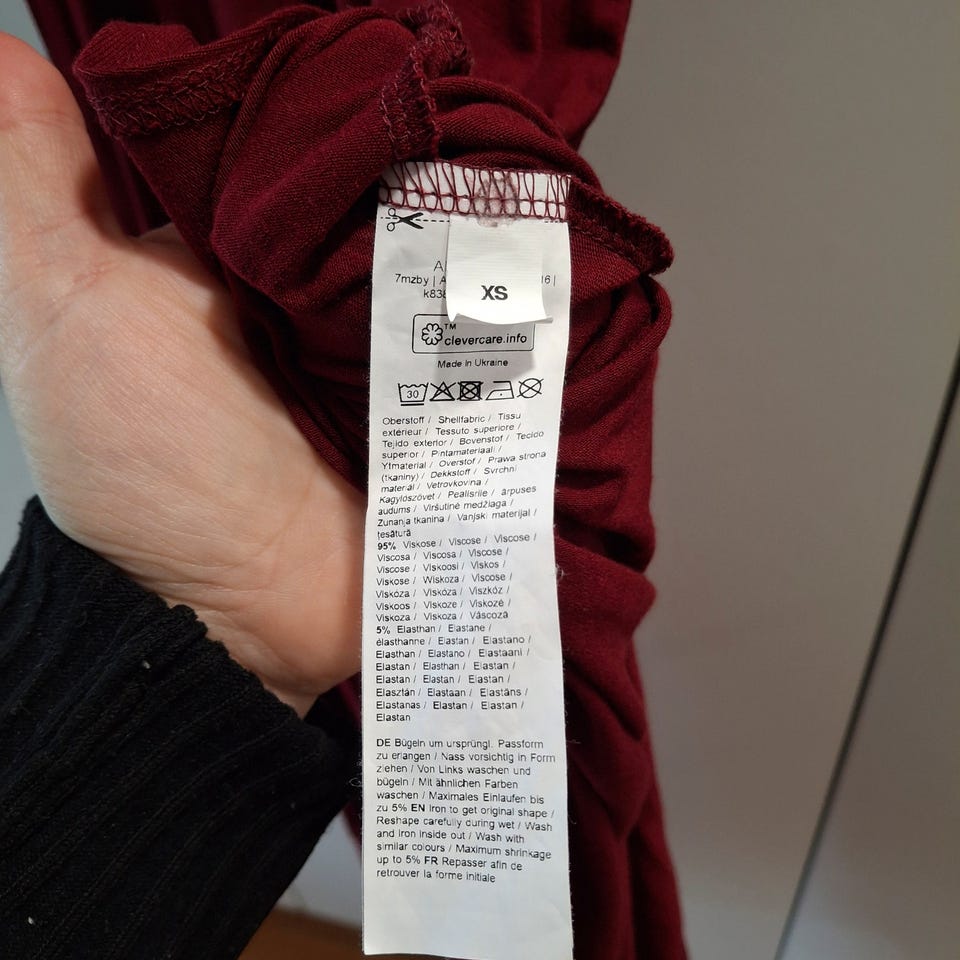 XS
7mzby |
16 |
TM
clevercare.info
Made in Ukraine
30
Oberstoff / Shellfabric / Tissu
extérieur / Tessuto superiore /
Tejido exterior / Bovenstof / Tecido
superior / Pintamateriaali /
Ytmaterial / Overstof / Prawa strona
(tkaniny) / Dekkstoff / Svrchní
materiál / Vetrovkovina /
Kagylószövet / Pealisriie / ārpuses
audums / Viršutinė medžiaga /
Zunanja tkanina / Vanjski materijal /
țesătură
95% Viskose / Viscose / Viscose /
Viscosa / Viscosa / Viscose /
Viscose / Viskoosi / Viskos /
Viskose / Wiskoza / Viscose /
Viskóza / Viskóza / Viszkóz /
Viskoos / Viskoze / Viskozė /
Viskoza / Viskoza / Vâscoză
5% Elasthan / Elastane /
élasthanne / Elastan / Elastano /
Elasthan / Elastano / Elastaani /
Elastan / Elasthan / Elastan /
Elastan / Elastan / Elastan /
Elasztán / Elastaan / Elastāns /
Elastanas / Elastan / Elastan /
Elastan
DE Bügeln um ursprüngl. Passform
zu erlangen / Nass vorsichtig in Form
ziehen / Von Links waschen und
bügeln / Mit ähnlichen Farben
waschen / Maximales Einlaufen bis
zu 5% EN Iron to get original shape /
Reshape carefully during wet / Wash
and Iron inside out / Wash with
similar colours / Maximum shrinkage
up to 5% FR Repasser afin de
retrouver la forme initiale